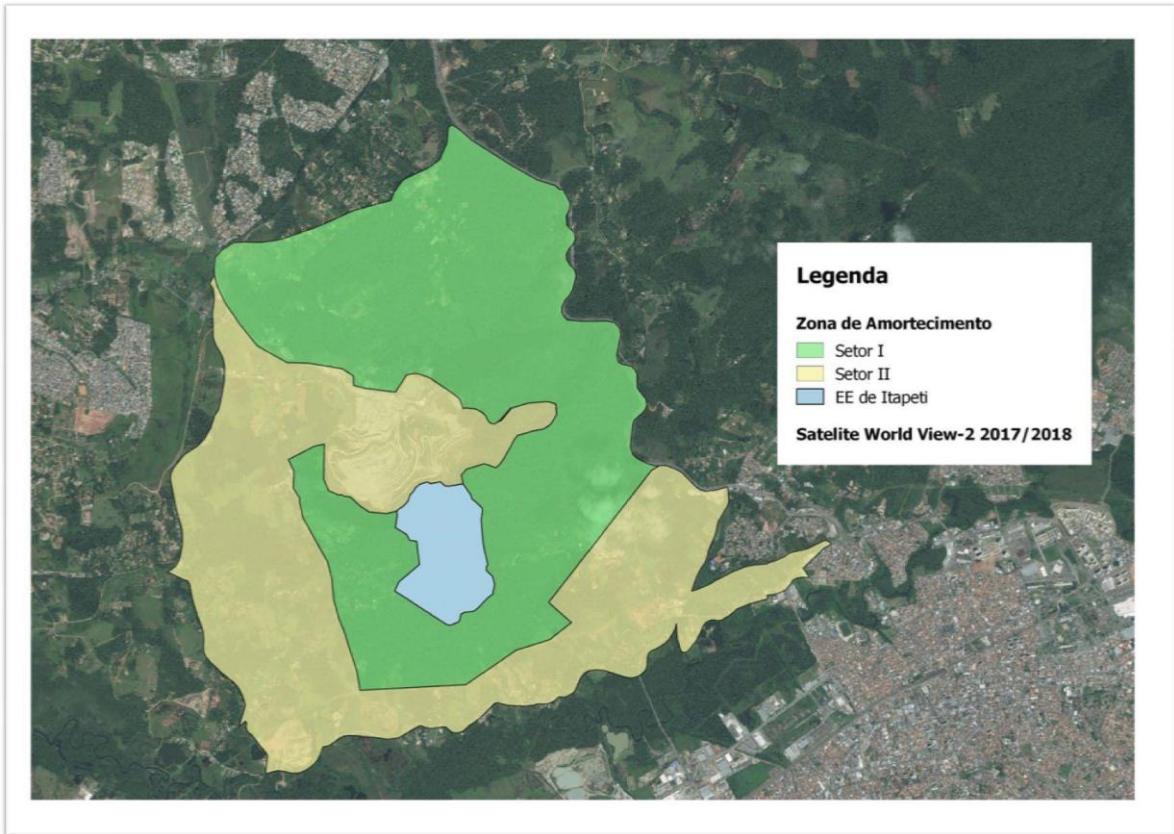 Legenda
Zona de Amortecimento
Setor I
Setor II
EE de Itapeti
Satelite World View-2 2017/2018